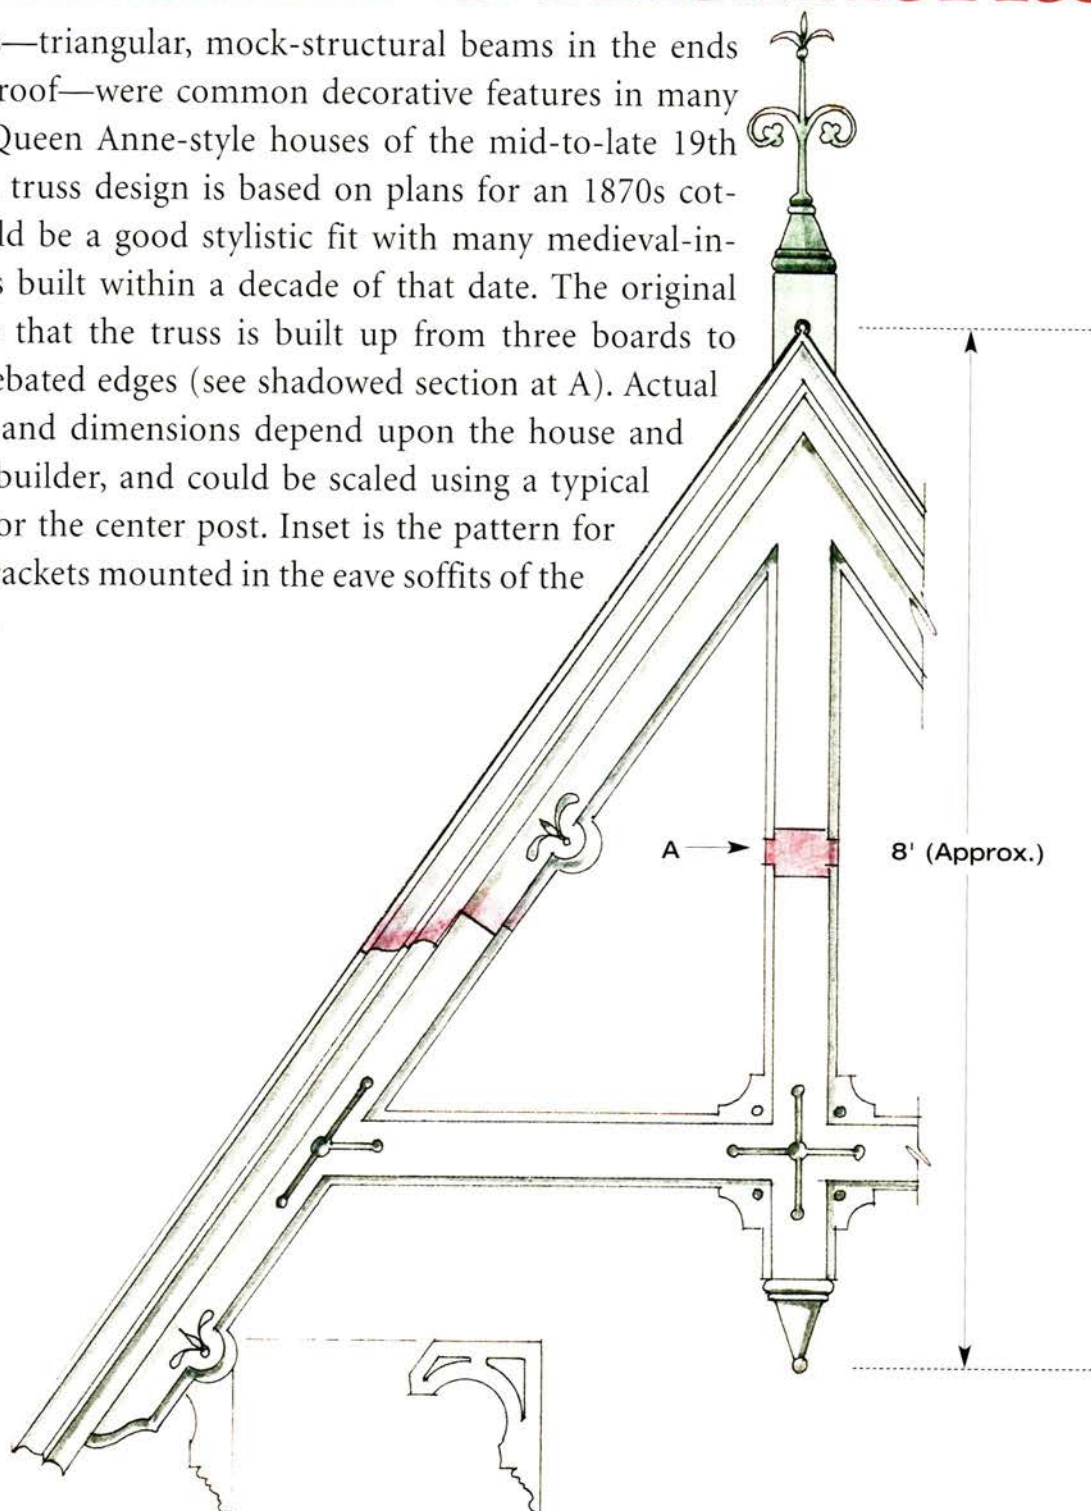 —triangular, mock-structural beams in the ends
roof—were common decorative features in many
Queen Anne-style houses of the mid-to-late 19th
truss design is based on plans for an 1870s cot-
ld be a good stylistic fit with many medieval-in-
s built within a decade of that date. The original
that the truss is built up from three boards to
ebated edges (see shadowed section at A). Actual
and dimensions depend upon the house and
builder, and could be scaled using a typical
or the center post. Inset is the pattern for
rackets mounted in the eave soffits of the
A
8' (Approx.)